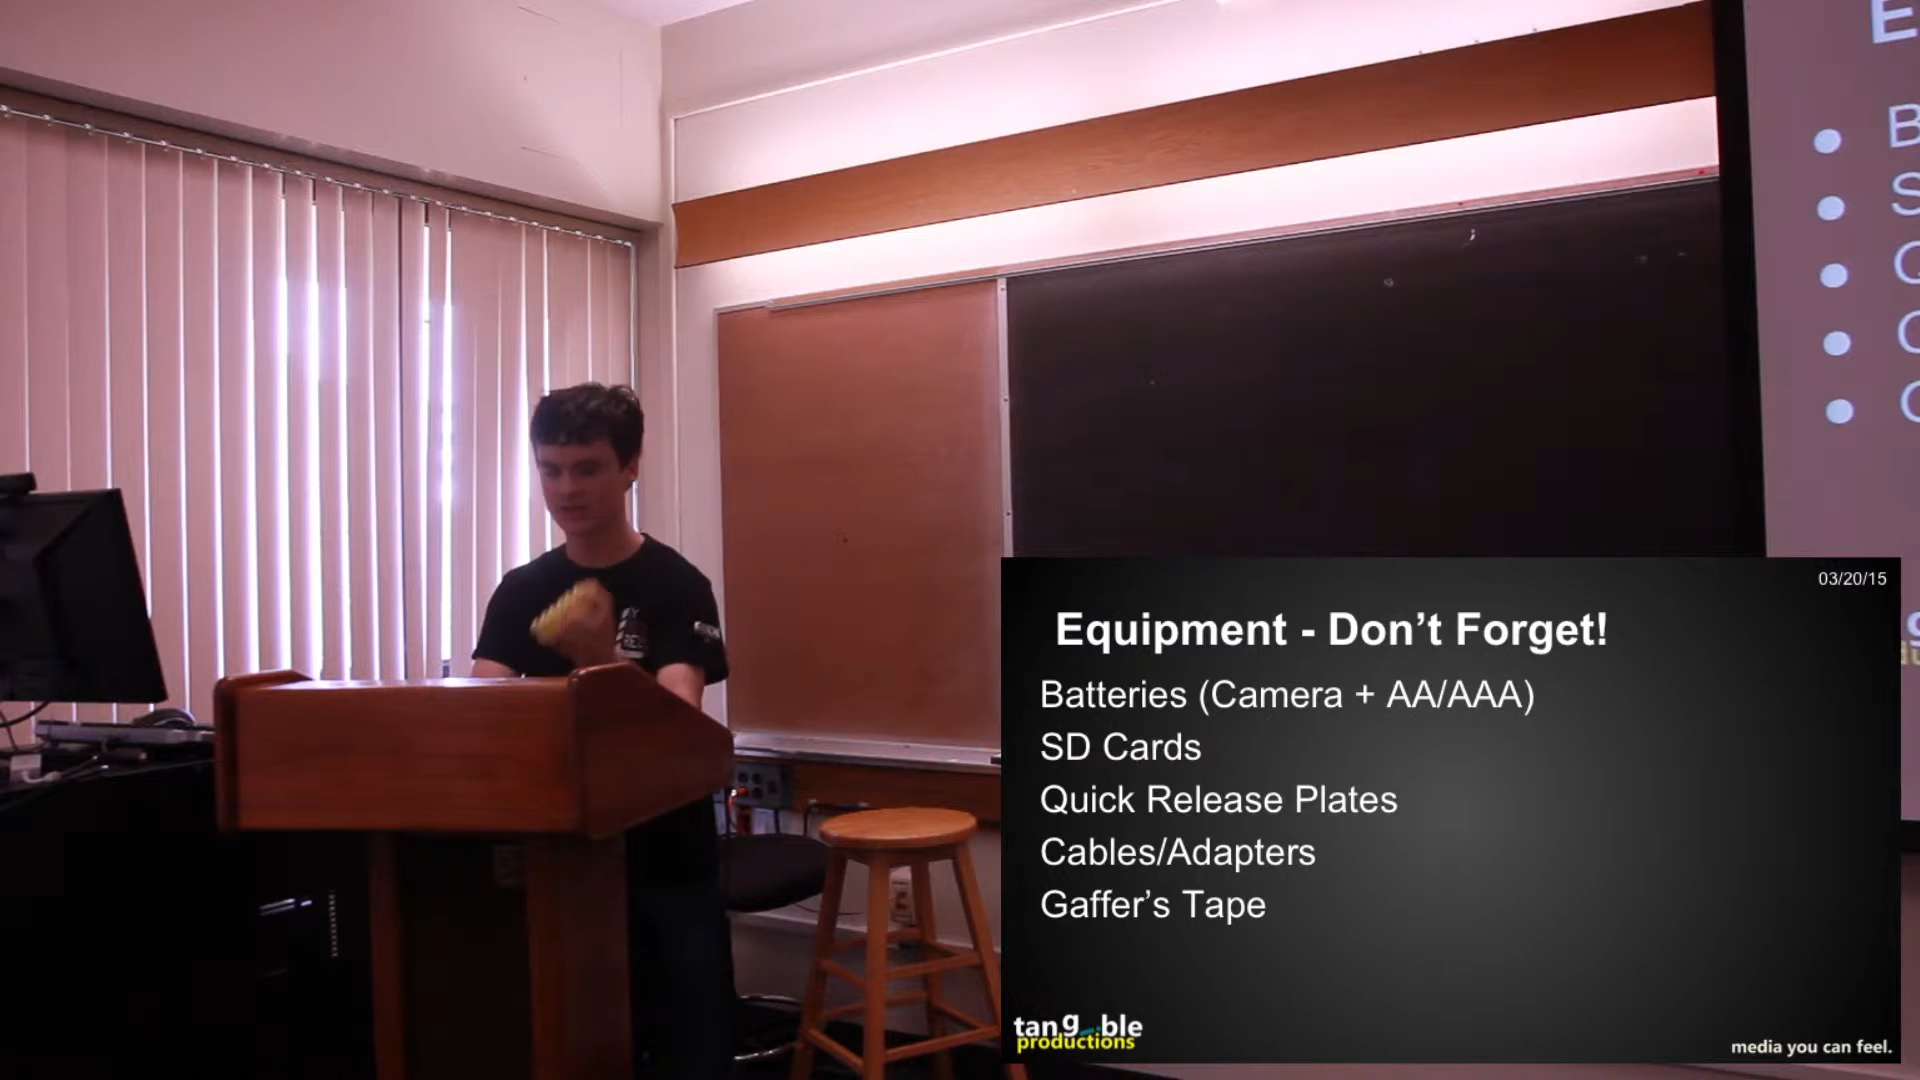 E
B
S
Q
C
03/20/15
Equipment - Don’t Forget!
Batteries (Camera + AA/AAA)
SD Cards
Quick Release Plates
Cables/Adapters
Gaffer’s Tape
tangible
productions
media you can feel.